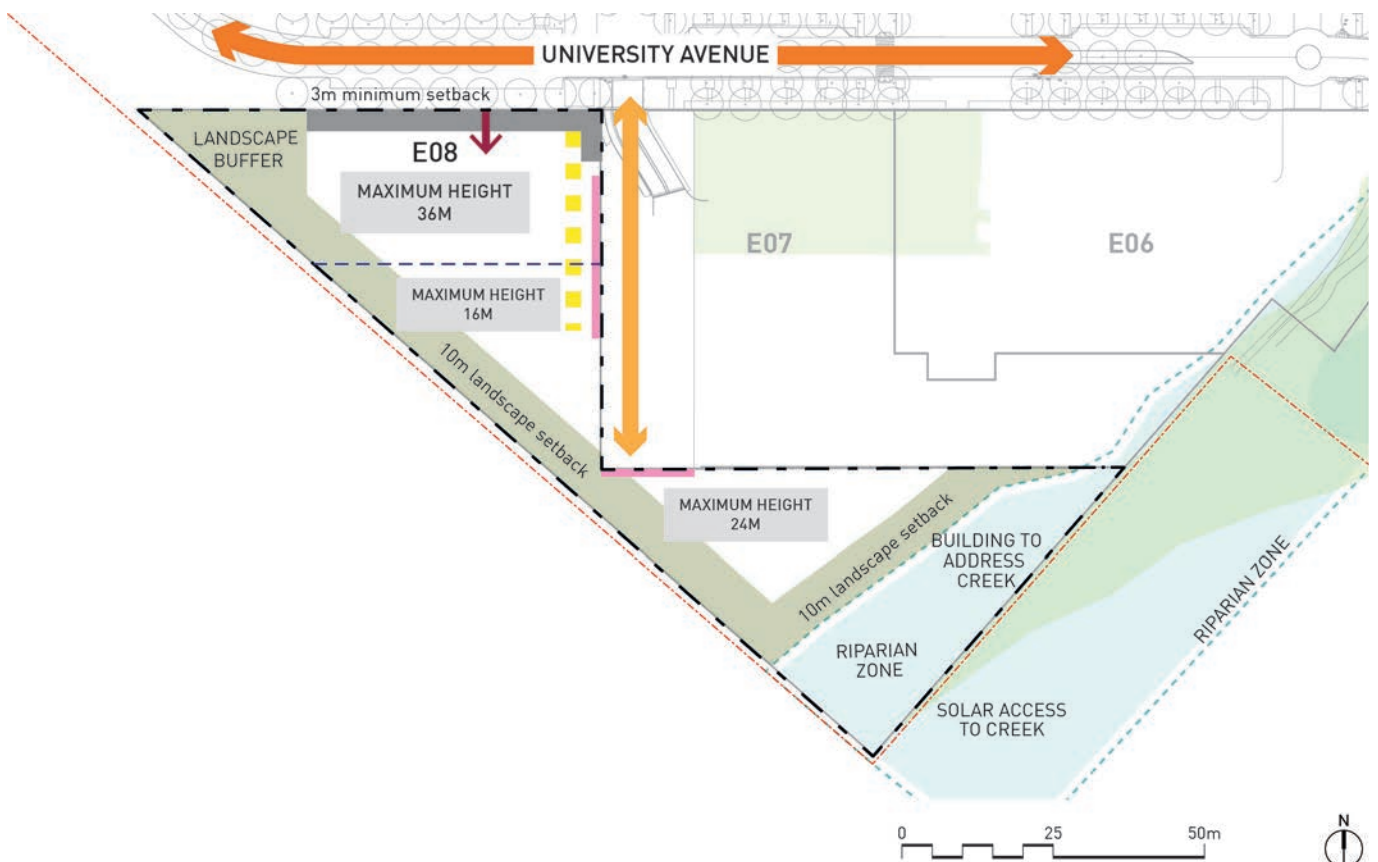 UNIVERSITY AVENUE
3m minimum setback
LANDSCAPE
BUFFER
E08
MAXIMUM HEIGHT
36M
E07
E06
MAXIMUM HEIGHT
16M
10m landscape setback
MAXIMUM HEIGHT
24M
10m landscape setback
BUILDING TO
ADDRESS
CREEK
RIPARIAN ZONE
RIPARIAN
ZONE
SOLAR ACCESS
TO CREEK
0 25 50m
N